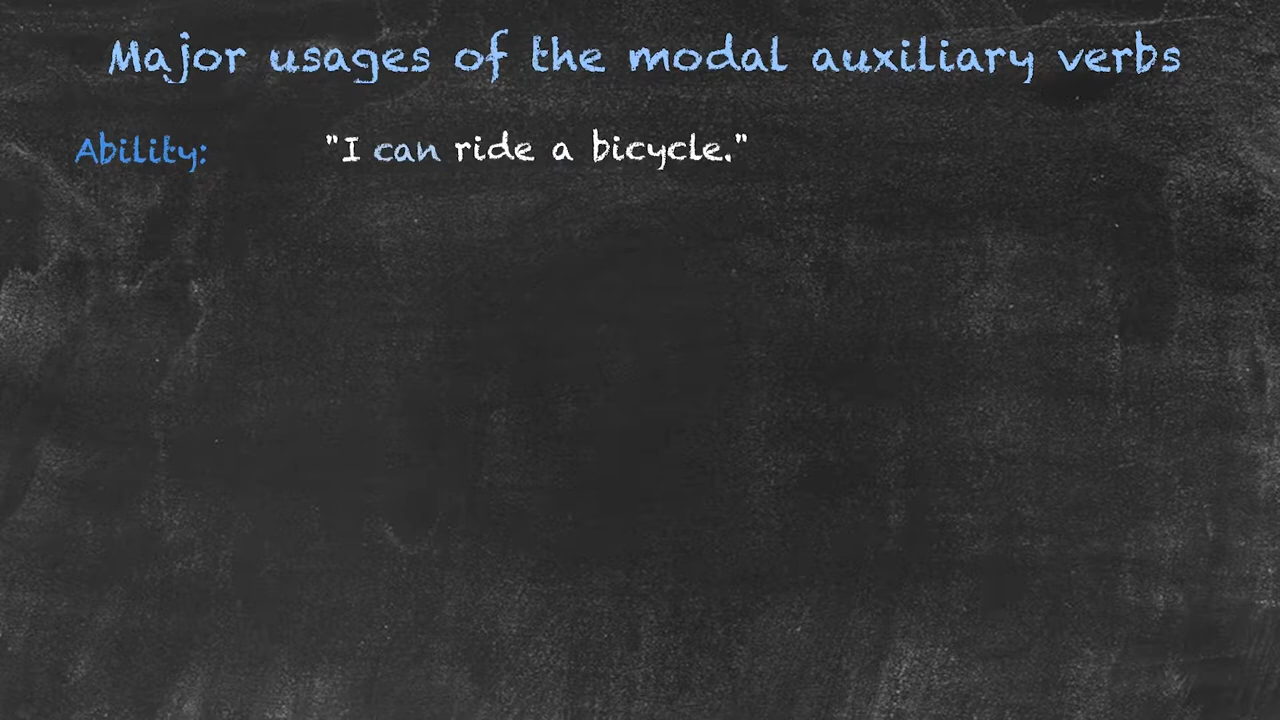 Major usages of the modal auxiliary verbs
Ability: "I can ride a bicycle."